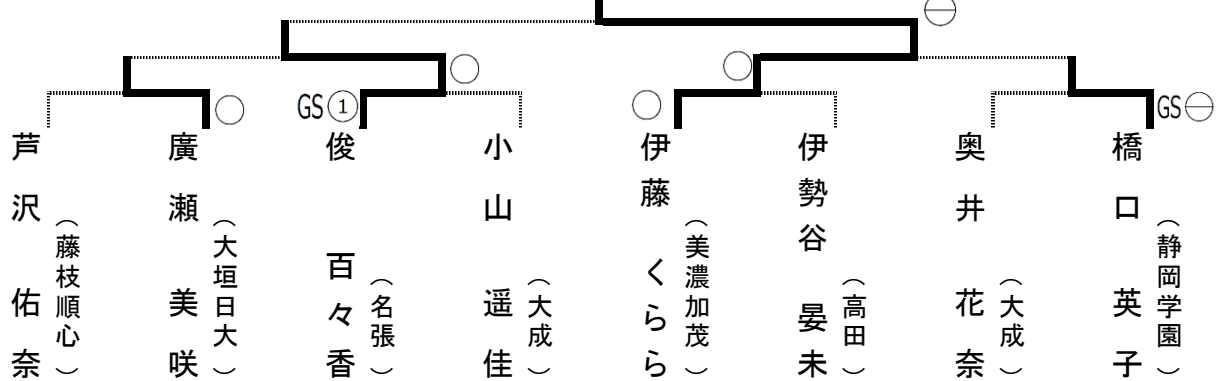 GS ①
GS
芦沢 佑奈
（藤枝順心）
廣瀬 美咲
（大垣日大）
俊 百々香
（名張）
小山 遥佳
（大成）
伊藤 くらら
（美濃加茂）
伊勢谷 晏未
（高田）
奥井 花奈
（大成）
橋口 英子
（静岡学園）